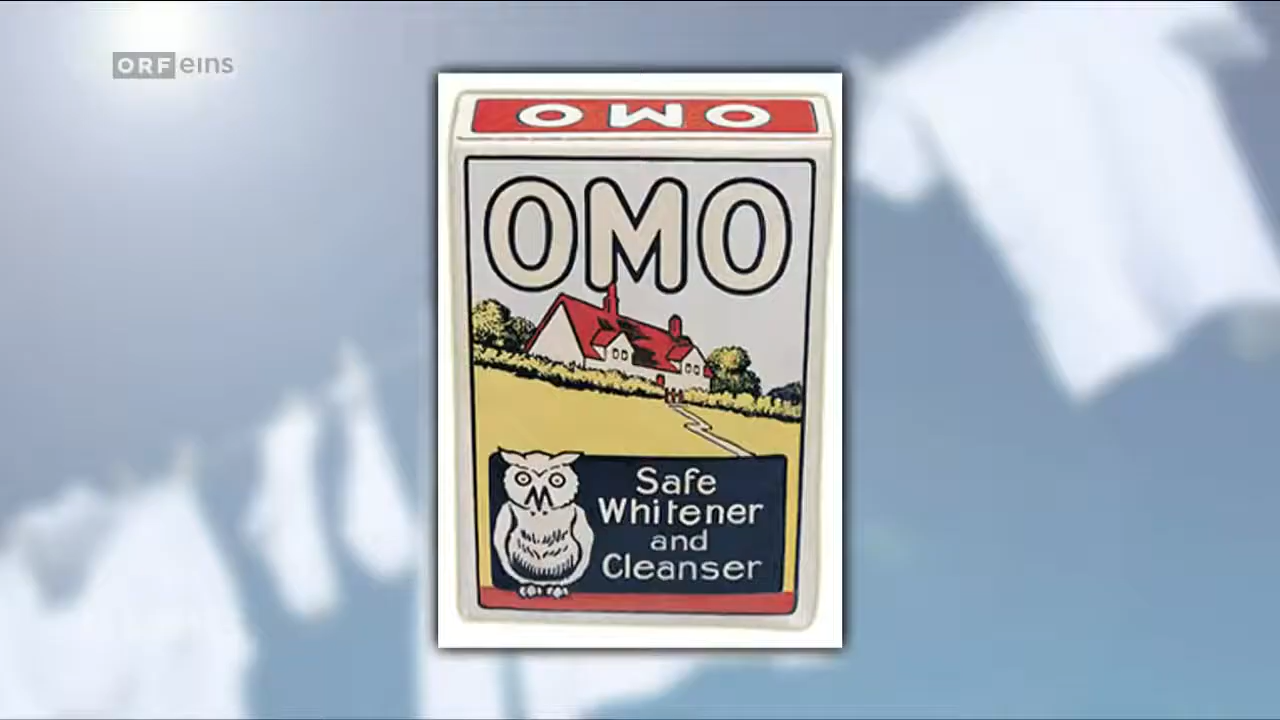 ORF eins
OMO
OMO
Safe
Whitener
and
Cleanser